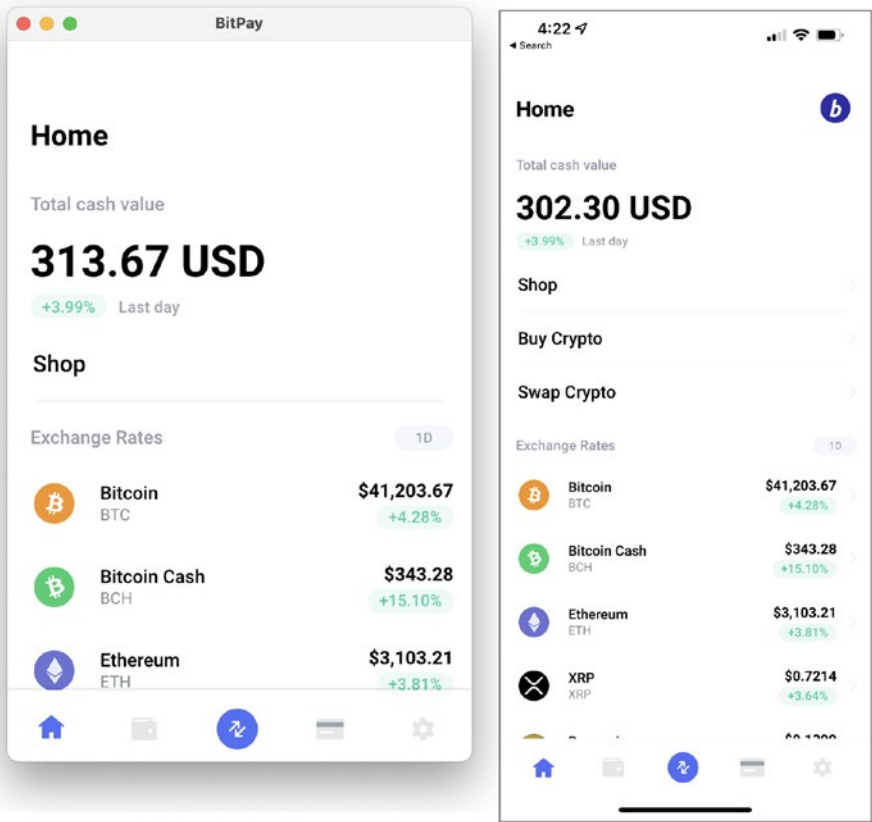 BitPay
Home
Total cash value
313.67 USD
+3.99% Last day
Shop
Exchange Rates 1D
Bitcoin $41,203.67
BTC +4.28%
Bitcoin Cash $343.28
BCH +15.10%
Ethereum $3,103.21
ETH +3.81%
4:22
Search
Home b
Total cash value
302.30 USD
+3.99% Last day
Shop
Buy Crypto
Swap Crypto
Exchange Rates 1D
Bitcoin $41,203.67
BTC +4.28%
Bitcoin Cash $343.28
BCH +15.10%
Ethereum $3,103.21
ETH +3.81%
XRP $0.7214
XRP +3.64%